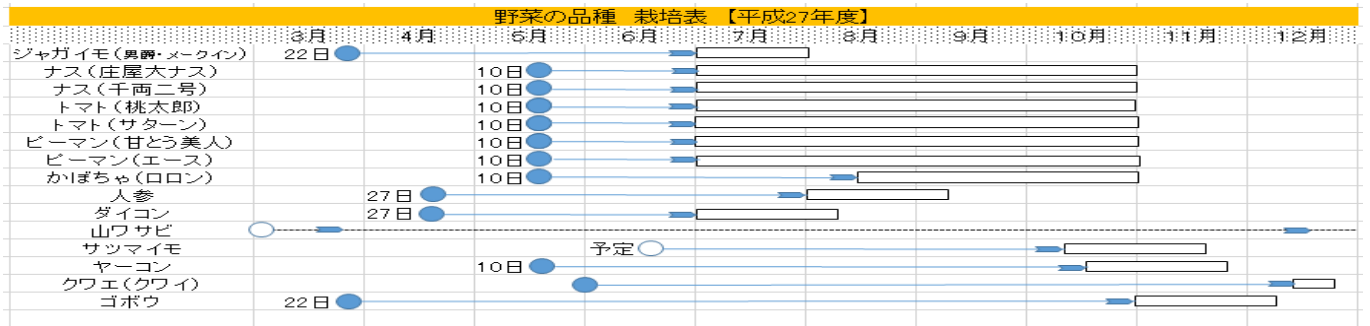 野菜の品種 栽培表 【平成27年度】
3月 4月 5月 6月 7月 8月 9月 10月 11月 12月
ジャガイモ(男爵・メークイン) 22日
ナス(庄屋大ナス) 10日
ナス(千両二号) 10日
トマト(桃太郎) 10日
トマト(サターン) 10日
ピーマン(甘とう美人) 10日
ピーマン(エース) 10日
かぼちゃ(ロロン) 10日
人参 27日
ダイコン 27日
山ワサビ
サツマイモ 予定
ヤーコン 10日
クワエ(クワイ)
ゴボウ 22日